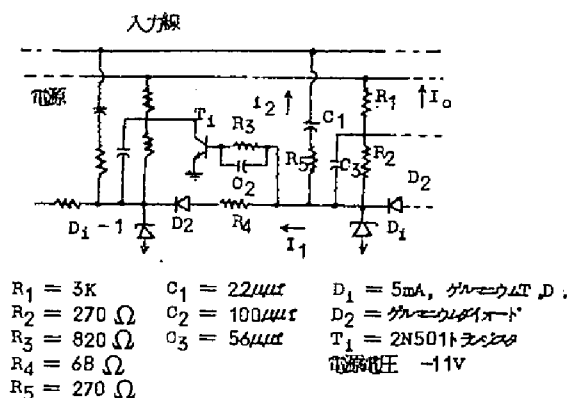 入力線
電源
T1
i2
C1
R1
I0
R3
C2
R5
C3
R2
D2
Di-1
D2
R4
I1
Di
R1 = 3K
R2 = 270 Ω
R3 = 820 Ω
R4 = 68 Ω
R5 = 270 Ω
C1 = 22μμf
C2 = 100μμf
C3 = 56μμf
D1 = 5mA, ゲルマニウムT.D.
D2 = ゲルマニウムダイオード
T1 = 2N501トランジスタ
電源電圧 -11V